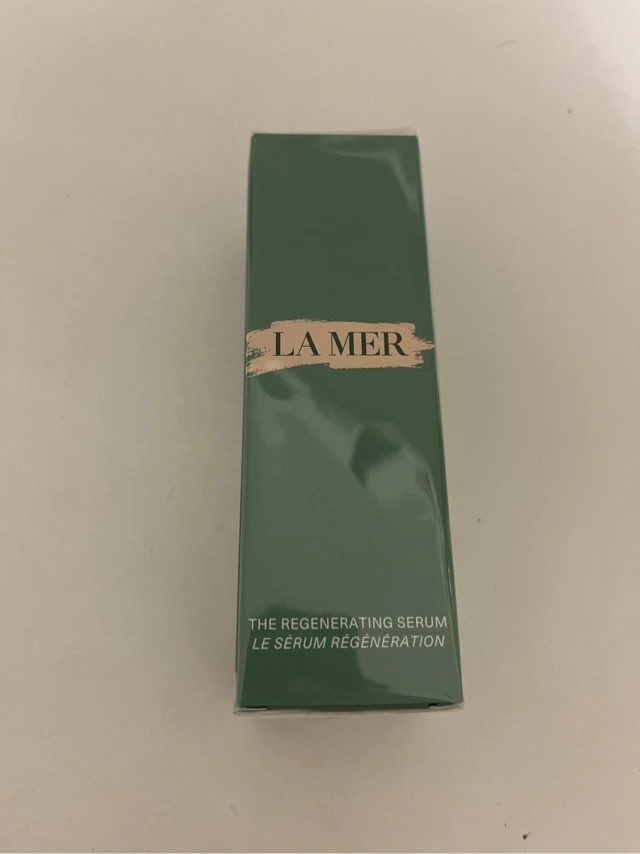 LA MER
THE REGENERATING SERUM
LE SÉRUM RÉGÉNÉRATION